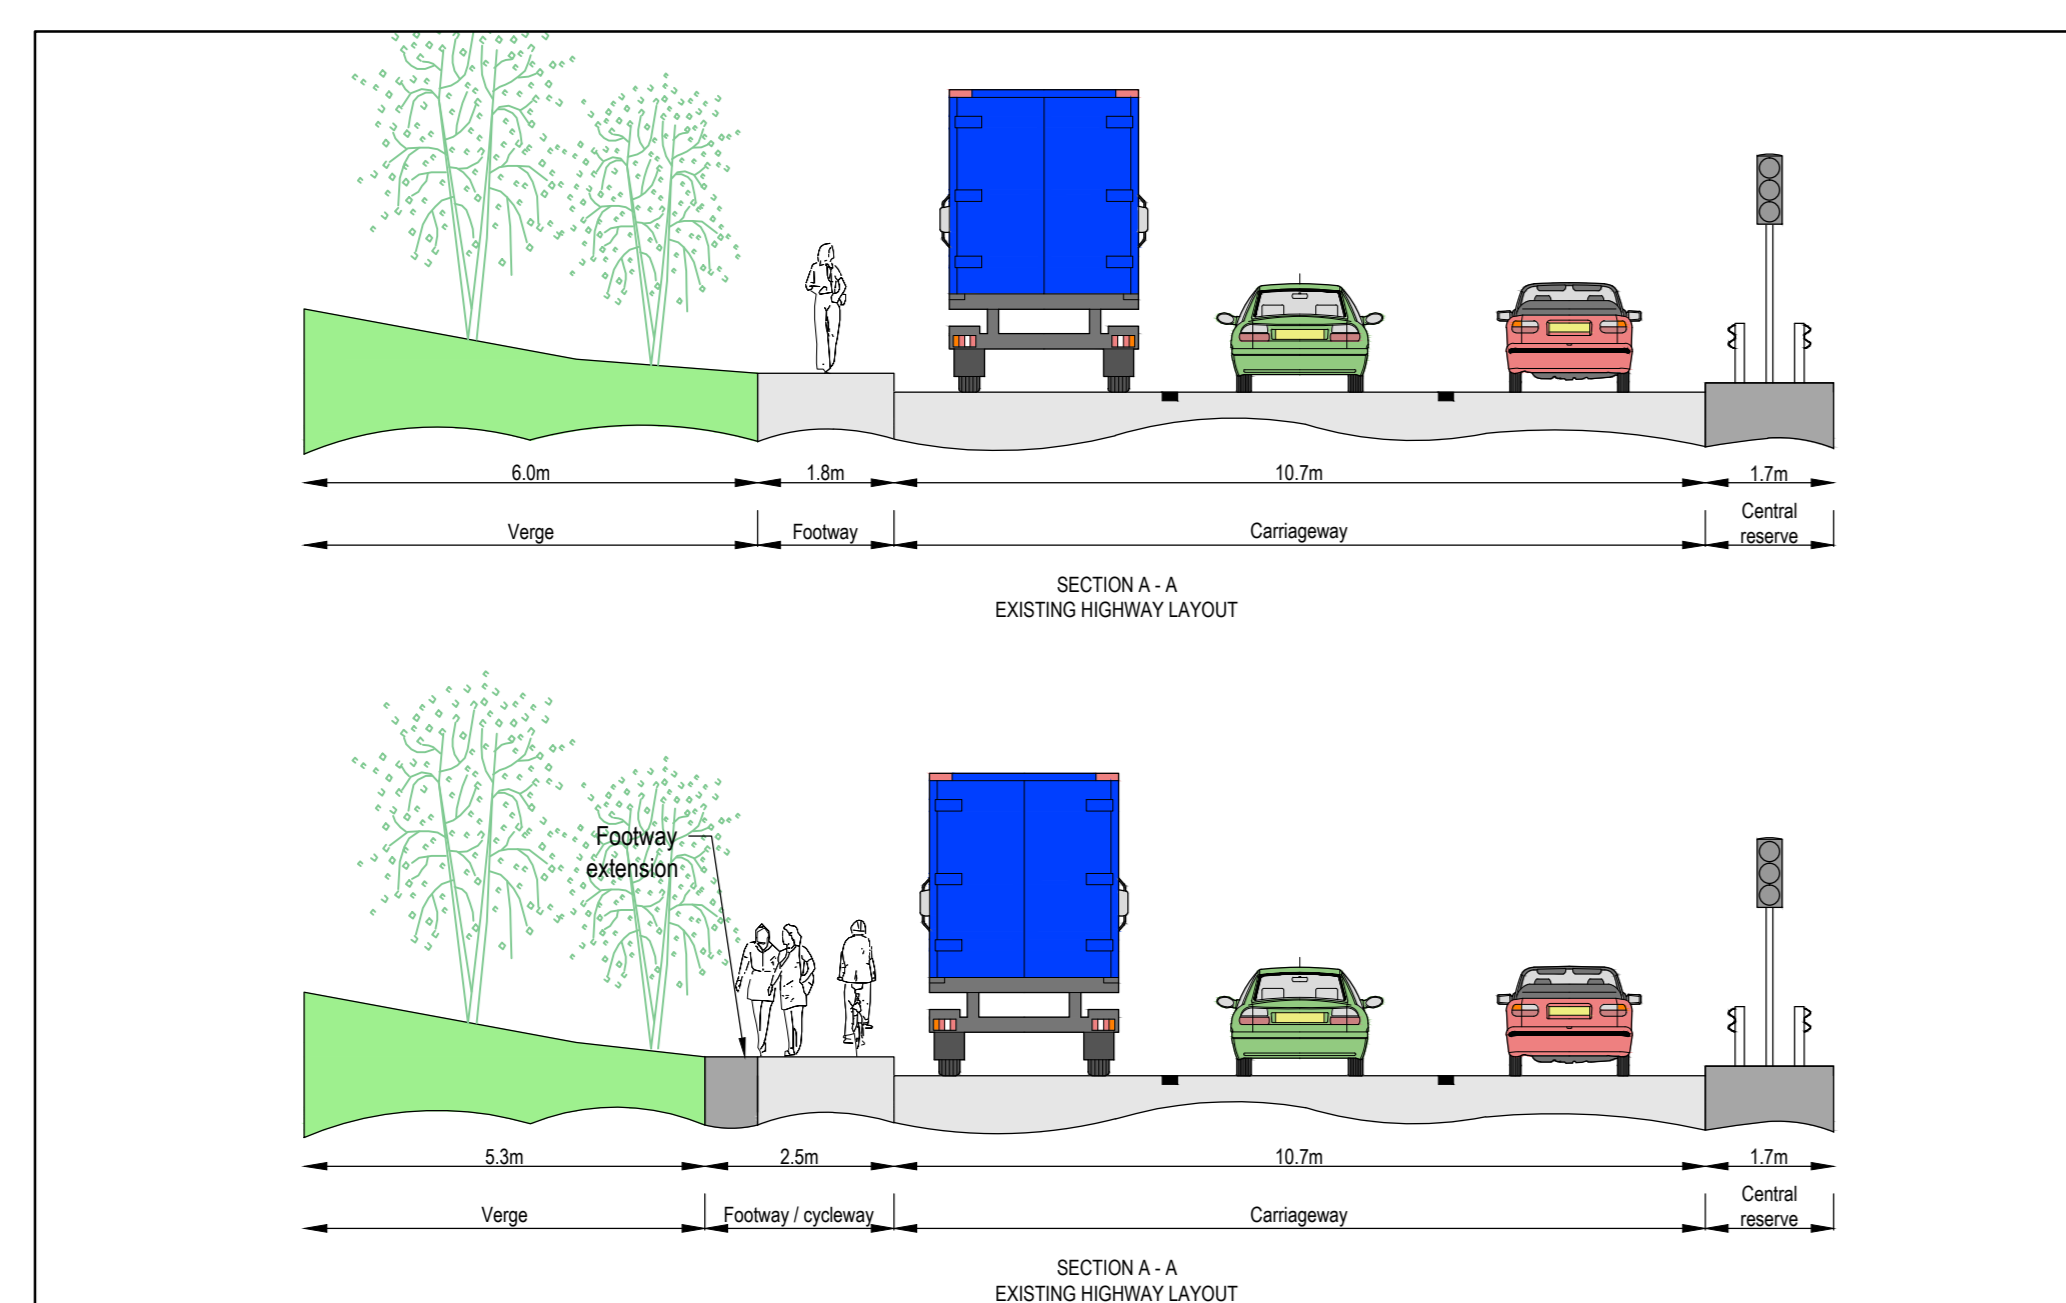 6.0m 1.8m 10.7m 1.7m
Verge Footway Carriageway Central
reserve
SECTION A - A
EXISTING HIGHWAY LAYOUT
Footway
extension
5.3m 2.5m 10.7m 1.7m
Verge Footway / cycleway Carriageway Central
reserve
SECTION A - A
EXISTING HIGHWAY LAYOUT